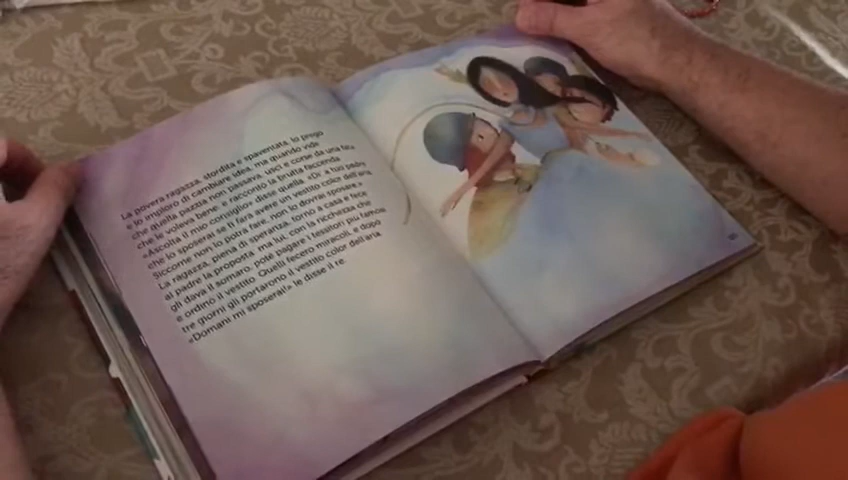 La povera ragazza, stordita e spaventata, lo pregò
e lo implorò di cambiare idea, ma quando vide
che quella pazzia non passava, uscì e corse da una fata
che le voleva bene, e raccontò la brutta faccenda.
«Ascolta il mio consiglio» disse quella. «Di' a tuo padre
che lo sposerai se ti farà avere un vestito color dell'aria.
Siccome non lo potrà fare, non lo dovrai sposare.»
La ragazza, piena di speranza, tornò a casa e fece
al padre la proposta, ma lui, con la ricchezza che
gli dava il somaro, poté pagare i tessitori più famosi
e ordinò il vestito. Quelli fecero miracoli, e dopo
tre giorni gli portarono il vestito color dell'aria.
«Domani mi sposerai!» le disse il re.